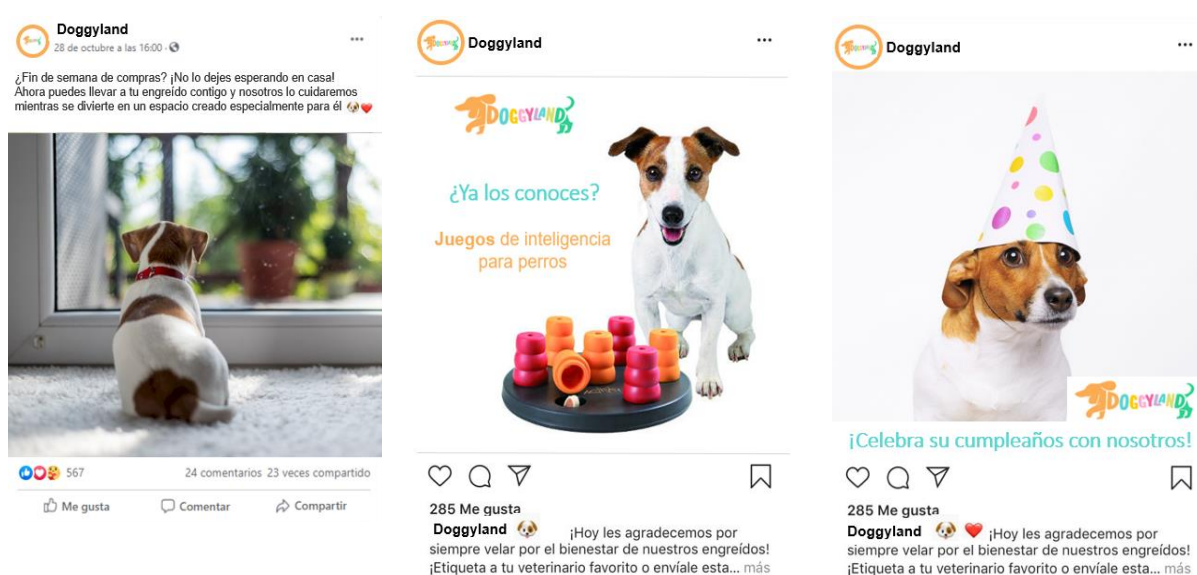 Doggyland
28 de octubre a las 16:00 ·
¿Fin de semana de compras? ¡No lo dejes esperando en casa!
Ahora puedes llevar a tu engreído contigo y nosotros lo cuidaremos
mientras se divierte en un espacio creado especialmente para él
567
24 comentarios 23 veces compartido
Me gusta Comentar Compartir
Doggyland
DOGGYLAND
¿Ya los conoces?
Juegos de inteligencia
para perros
285 Me gusta
Doggyland ¡Hoy les agradecemos por
siempre velar por el bienestar de nuestros engreídos!
¡Etiqueta a tu veterinario favorito o envíale esta... más
Doggyland
DOGGYLAND
¡Celebra su cumpleaños con nosotros!
285 Me gusta
Doggyland ¡Hoy les agradecemos por
siempre velar por el bienestar de nuestros engreídos!
¡Etiqueta a tu veterinario favorito o envíale esta... más